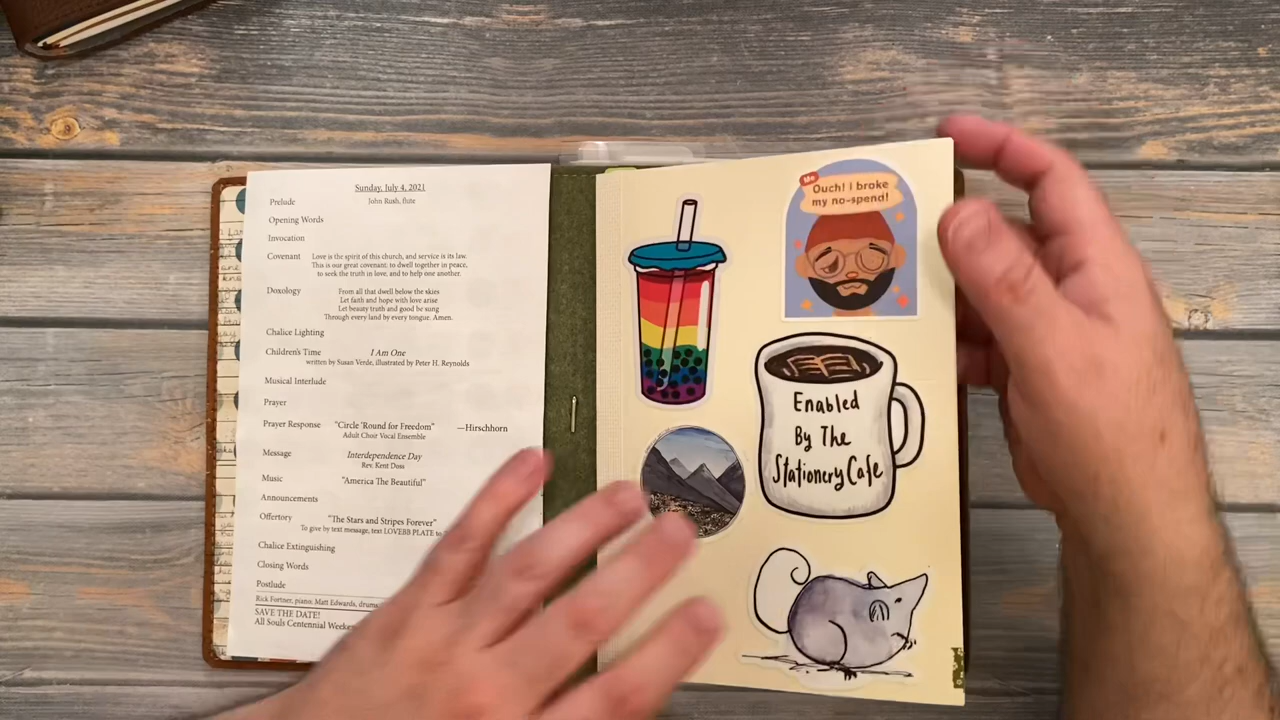 Sunday, July 4, 2021
Prelude John Rush, flute
Opening Words
Invocation
Covenant Love is the spirit of this church, and service is its law.
This is our great covenant: to dwell together in peace,
to seek the truth in love, and to help one another.
Doxology From all that dwell below the skies
Let faith and hope with love arise
Let beauty truth and good be sung
Through every land by every tongue. Amen.
Chalice Lighting
Children's Time I Am One
written by Susan Verde, illustrated by Peter H. Reynolds
Musical Interlude
Prayer
Prayer Response "Circle 'Round for Freedom" —Hirschhorn
Adult Choir Vocal Ensemble
Message Interdependence Day
Rev. Kent Doss
Music "America The Beautiful"
Announcements
Offertory "The Stars and Stripes Forever"
To give by text message, text LOVEBB PLATE to
Chalice Extinguishing
Closing Words
Postlude
Rick Fortner, piano; Matt Edwards, drums
SAVE THE DATE!
All Souls Centennial
Me
Ouch! i broke
my no-spend!
Enabled
By The
Stationery Cafe